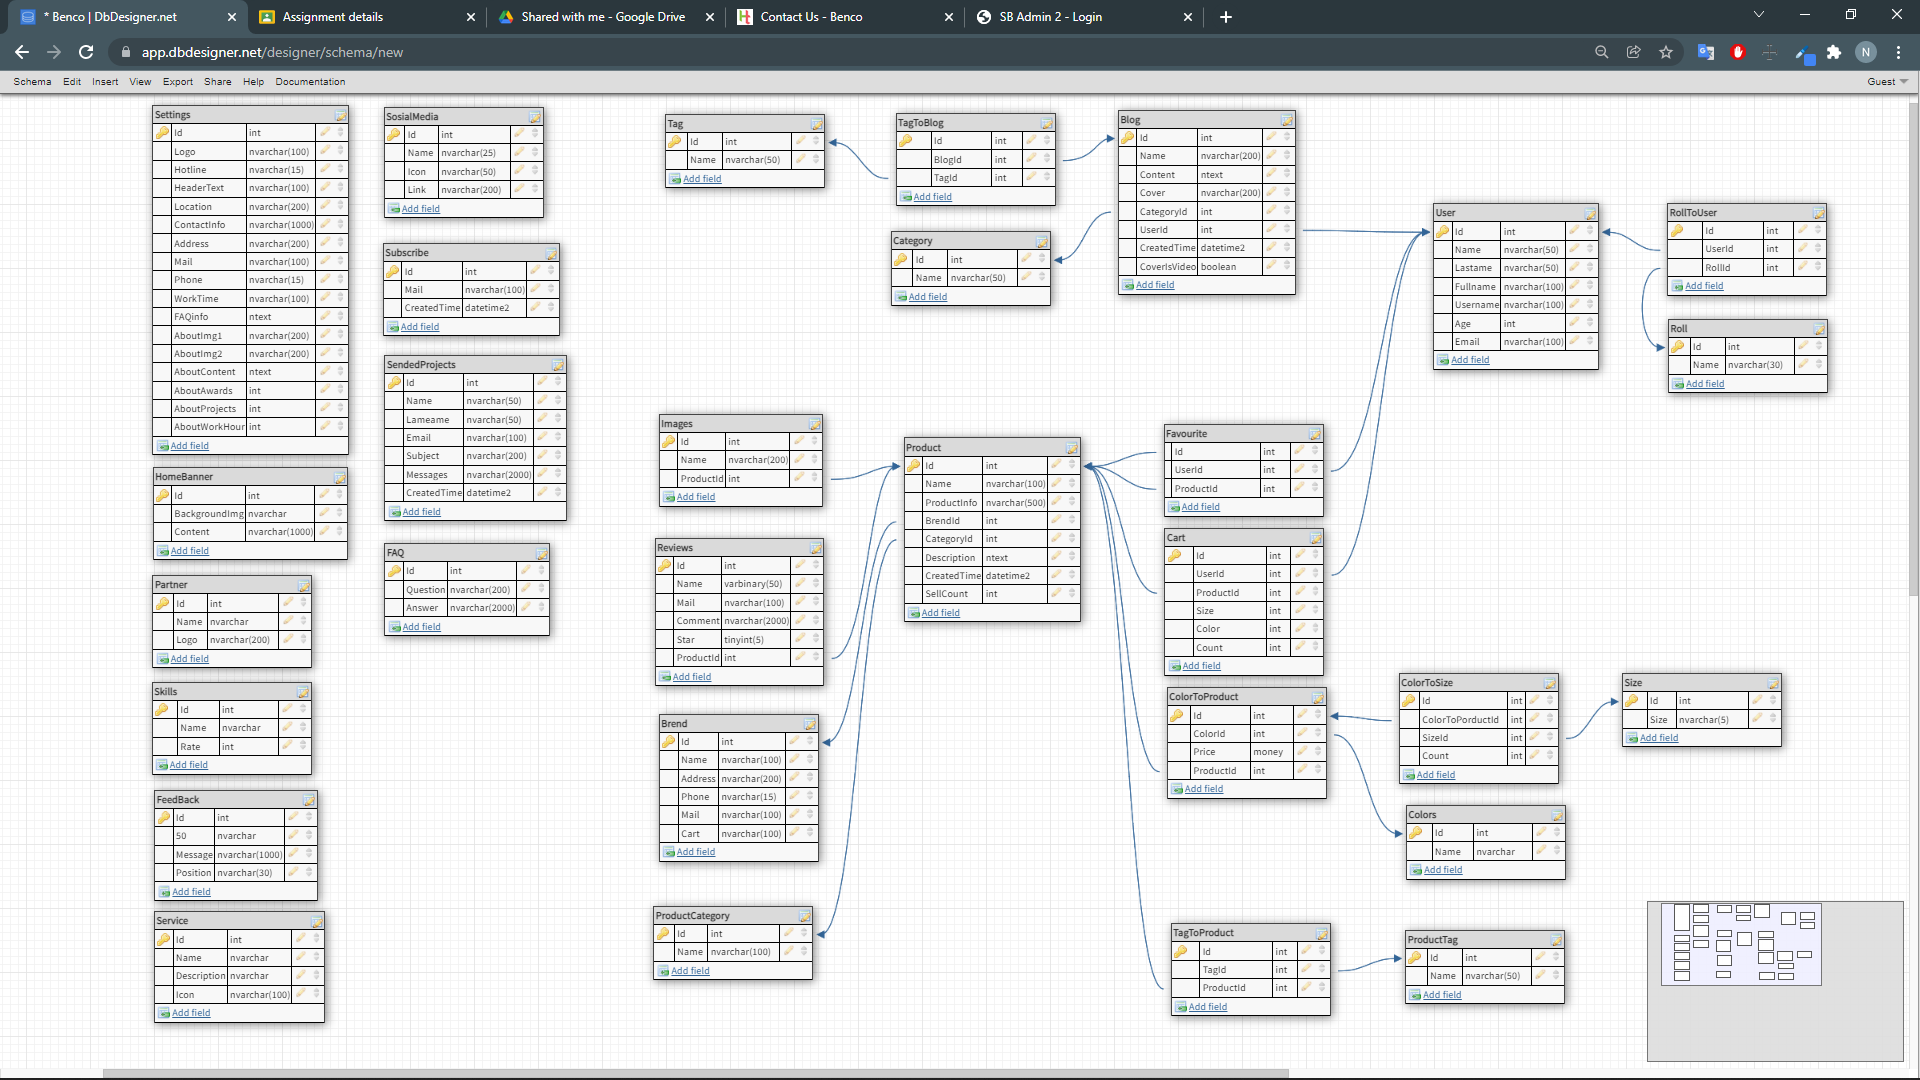 * Benco | DbDesigner.net
Assignment details
Shared with me - Google Drive
Contact Us - Benco
SB Admin 2 - Login
app.dbdesigner.net/designer/schema/new
N
Schema Edit Insert View Export Share Help Documentation
Guest
Settings
Id int
Logo nvarchar(100)
Hotline nvarchar(15)
HeaderText nvarchar(100)
Location nvarchar(200)
ContactInfo nvarchar(1000)
Address nvarchar(200)
Mail nvarchar(100)
Phone nvarchar(15)
WorkTime nvarchar(100)
FAQinfo ntext
AboutImg1 nvarchar(200)
AboutImg2 nvarchar(200)
AboutContent ntext
AboutAwards int
AboutProjects int
AboutWorkHour int
Add field
HomeBanner
Id int
BackgroundImg nvarchar
Content nvarchar(1000)
Add field
Partner
Id int
Name nvarchar
Logo nvarchar(200)
Add field
Skills
Id int
Name nvarchar
Rate int
Add field
FeedBack
Id int
50 nvarchar
Message nvarchar(1000)
Position nvarchar(30)
Add field
Service
Id int
Name nvarchar
Description nvarchar
Icon nvarchar(100)
Add field
SosialMedia
Id int
Name nvarchar(25)
Icon nvarchar(50)
Link nvarchar(200)
Add field
Subscribe
Id int
Mail nvarchar(100)
CreatedTime datetime2
Add field
SendedProjects
Id int
Name nvarchar(50)
Lameame nvarchar(50)
Email nvarchar(100)
Subject nvarchar(200)
Messages nvarchar(2000)
CreatedTime datetime2
Add field
FAQ
Id int
Question nvarchar(200)
Answer nvarchar(2000)
Add field
Tag
Id int
Name nvarchar(50)
Add field
TagToBlog
Id int
BlogId int
TagId int
Add field
Category
Id int
Name nvarchar(50)
Add field
Blog
Id int
Name nvarchar(200)
Content ntext
Cover nvarchar(200)
CategoryId int
UserId int
CreatedTime datetime2
CoverIsVideo boolean
Add field
User
Id int
Name nvarchar(50)
Lastame nvarchar(50)
Fullname nvarchar(100)
Username nvarchar(100)
Age int
Email nvarchar(100)
Add field
RollToUser
Id int
UserId int
RollId int
Add field
Roll
Id int
Name nvarchar(30)
Add field
Images
Id int
Name nvarchar(200)
ProductId int
Add field
Reviews
Id int
Name varbinary(50)
Mail nvarchar(100)
Comment nvarchar(2000)
Star tinyint(5)
ProductId int
Add field
Brend
Id int
Name nvarchar(100)
Address nvarchar(200)
Phone nvarchar(15)
Mail nvarchar(100)
Cart nvarchar(100)
Add field
ProductCategory
Id int
Name nvarchar(100)
Add field
Product
Id int
Name nvarchar(100)
ProductInfo nvarchar(500)
BrendId int
CategoryId int
Description ntext
CreatedTime datetime2
SellCount int
Add field
Favourite
Id int
UserId int
ProductId int
Add field
Cart
Id int
UserId int
ProductId int
Size int
Color int
Count int
Add field
ColorToProduct
Id int
ColorId int
Price money
ProductId int
Add field
ColorToSize
Id int
ColorToPorductId int
SizeId int
Count int
Add field
Size
Id int
Size nvarchar(5)
Add field
Colors
Id int
Name nvarchar
Add field
TagToProduct
Id int
TagId int
ProductId int
Add field
ProductTag
Id int
Name nvarchar(50)
Add field